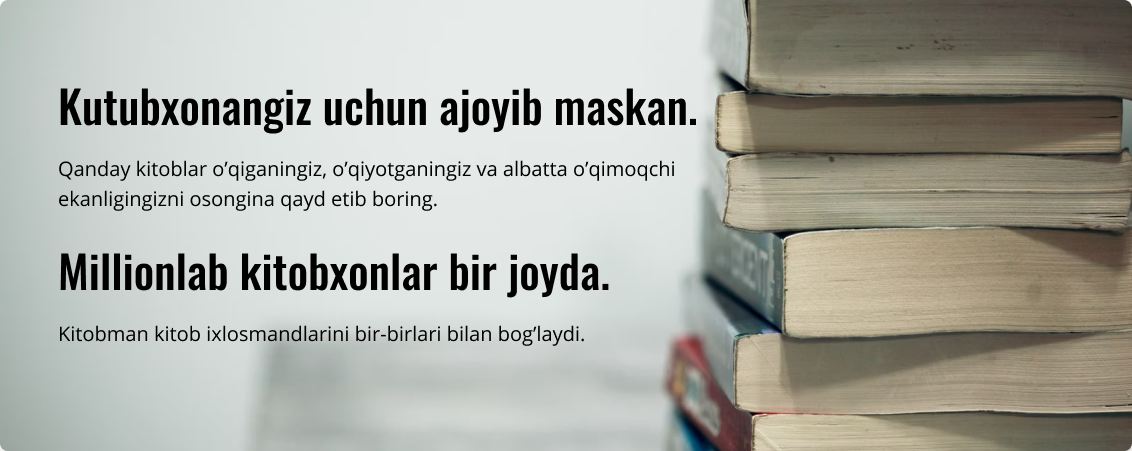 Kutubxonangiz uchun ajoyib maskan.
Qanday kitoblar o’qiganingiz, o’qiyotganingiz va albatta o’qimoqchi
ekanligingizni osongina qayd etib boring.
Millionlab kitobxonlar bir joyda.
Kitobman kitob ixlosmandlarini bir-birlari bilan bog’laydi.